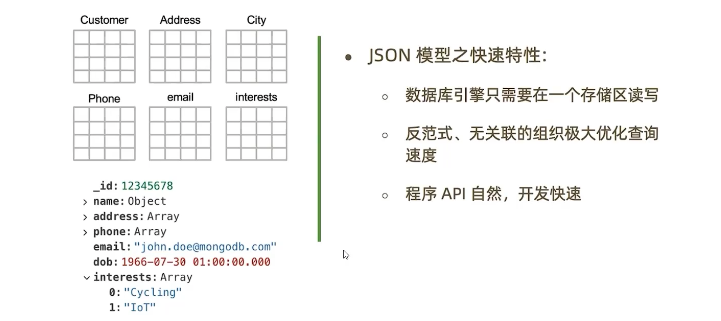 Customer Address City
Phone email interests
_id: 12345678
> name: Object
> address: Array
> phone: Array
email: "john.doe@mongodb.com"
dob: 1966-07-30 01:00:00.000
∨ interests: Array
0: "Cycling"
1: "IoT"
• JSON 模型之快速特性：
○ 数据库引擎只需要在一个存储区读写
○ 反范式、无关联的组织极大优化查询
速度
○ 程序 API 自然，开发快速